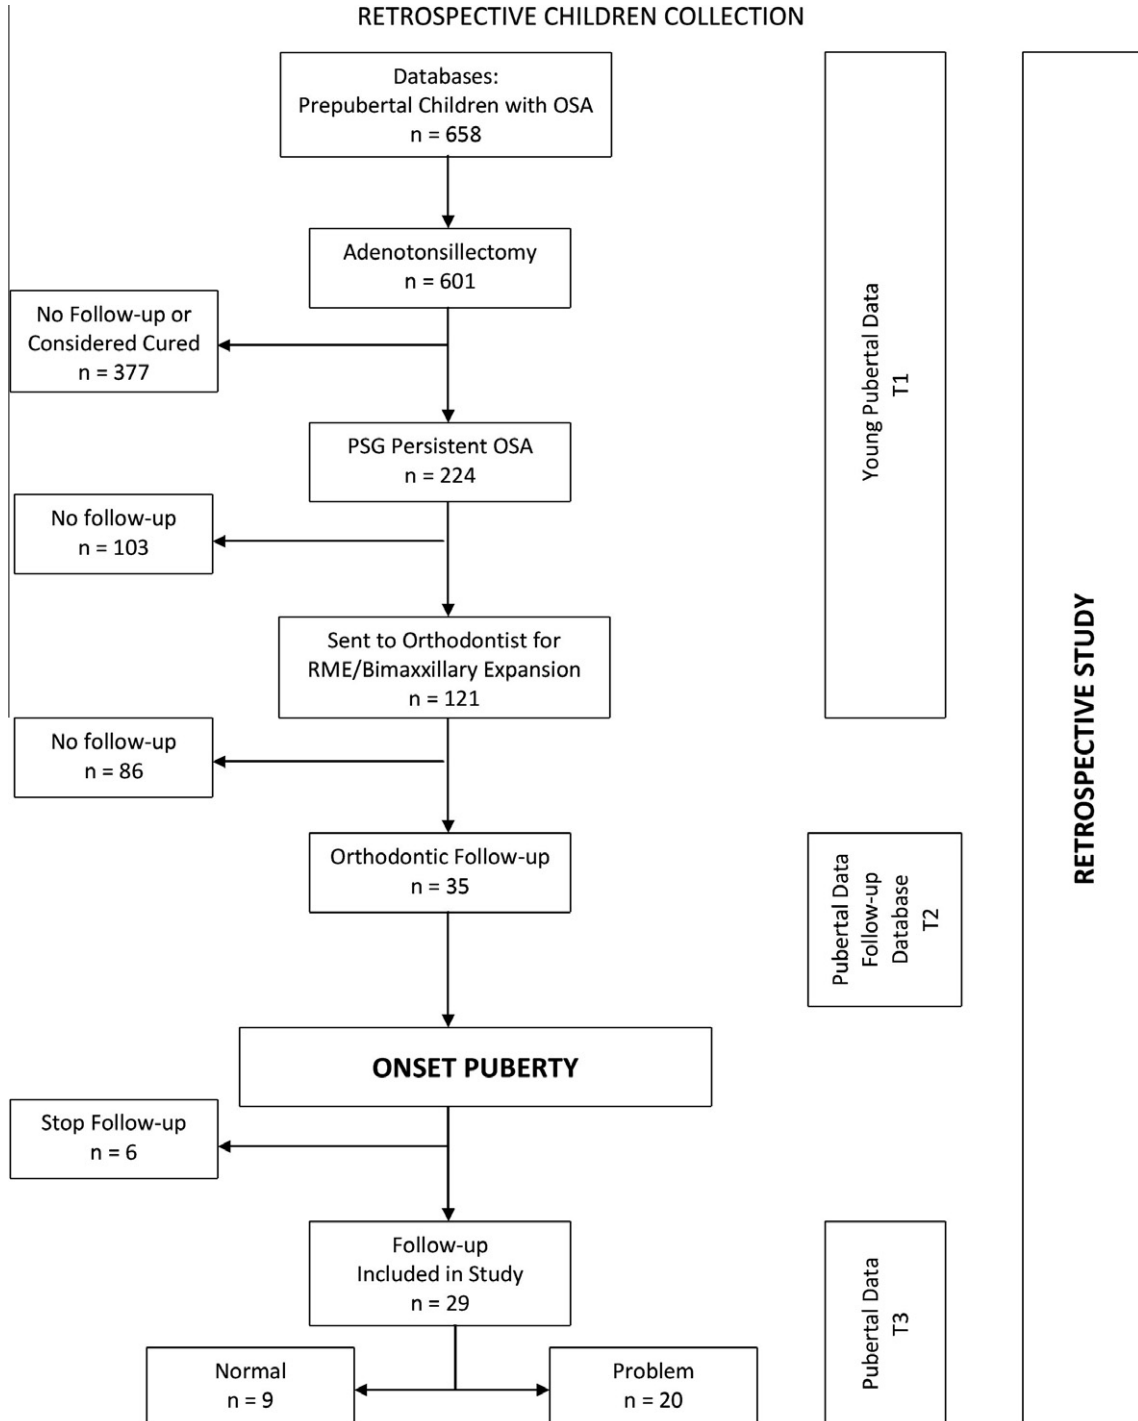 RETROSPECTIVE CHILDREN COLLECTION
Databases:
Prepubertal Children with OSA
n = 658
Adenotonsillectomy
n = 601
No Follow-up or
Considered Cured
n = 377
PSG Persistent OSA
n = 224
No follow-up
n = 103
Sent to Orthodontist for
RME/Bimaxxillary Expansion
n = 121
No follow-up
n = 86
Orthodontic Follow-up
n = 35
ONSET PUBERTY
Stop Follow-up
n = 6
Follow-up
Included in Study
n = 29
Normal
n = 9
Problem
n = 20
Young Pubertal Data
T1
Pubertal Data
Follow-up
Database
T2
Pubertal Data
T3
RETROSPECTIVE STUDY